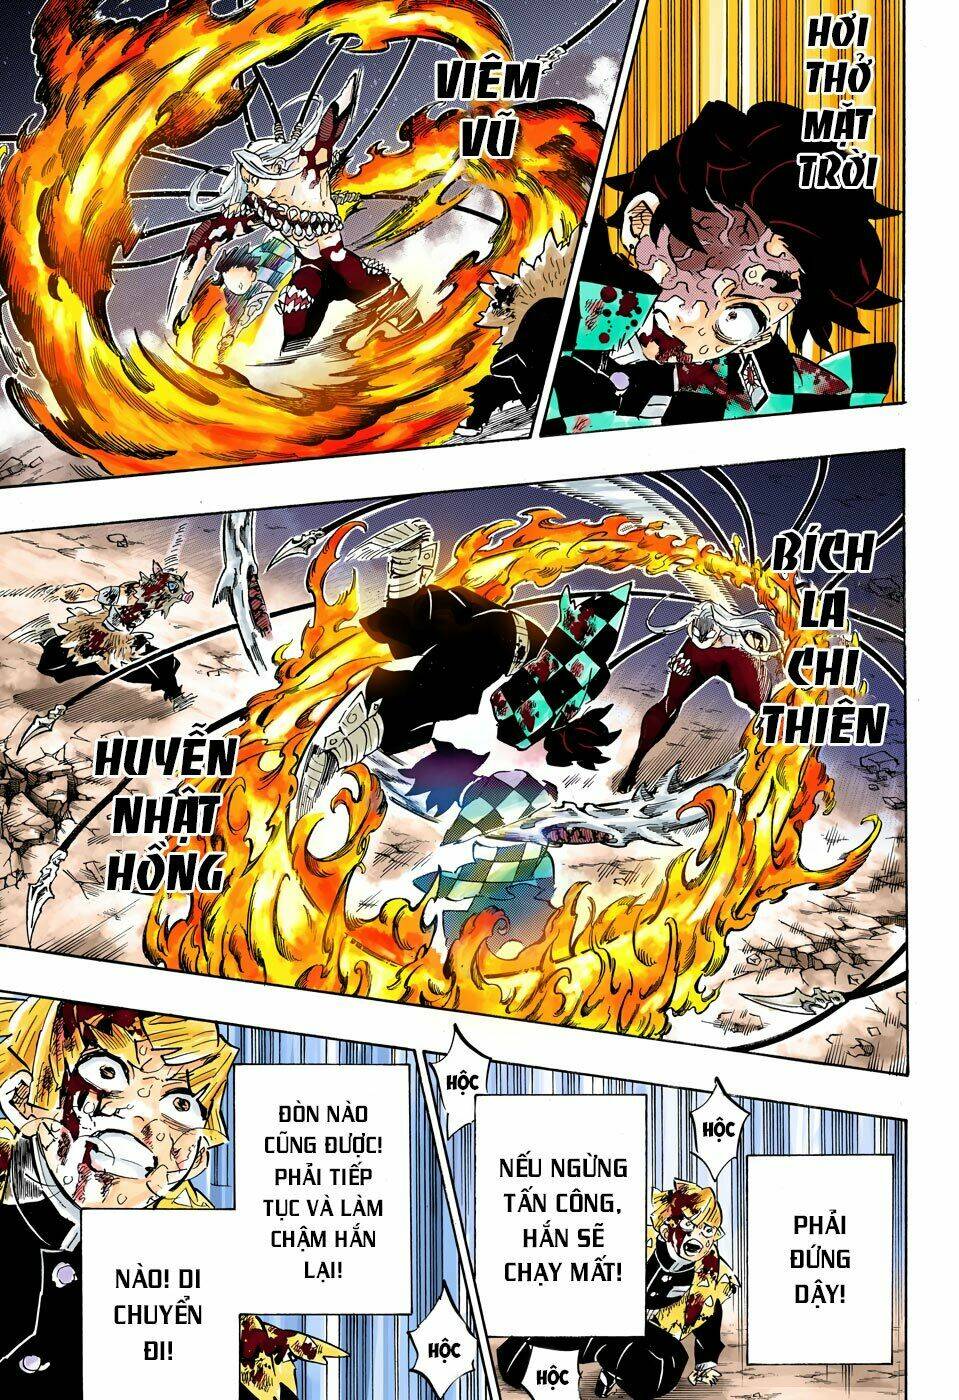 HƠI
THỞ
MẶT
TRỜI
VIÊM
VŨ
BÍCH
LA
CHI
THIÊN
HUYỄN
NHẬT
HỒNG
HỘC
PHẢI
ĐỨNG
DẬY!
HỘC
NẾU NGỪNG
TẤN CÔNG,
HẮN SẼ
CHẠY MẤT!
HỘC
HỘC
ĐÒN NÀO
CŨNG ĐƯỢC!
PHẢI TIẾP
TỤC VÀ LÀM
CHẬM HẮN
LẠI!
NÀO! DI
CHUYỂN
ĐI!